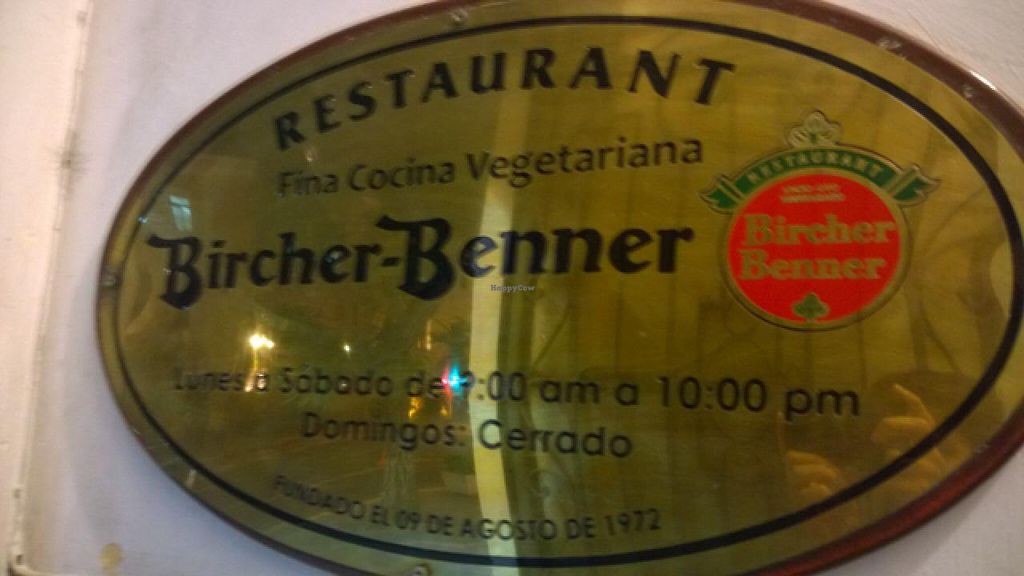 RESTAURANT
Fina Cocina Vegetariana
Bircher-Benner
RESTAURANT
Bircher
Benner
HappyCow
Lunes a Sábado de :00 am a 10:00 pm
Domingos: Cerrado
FUNDADO EL 09 DE AGOSTO DE 1972